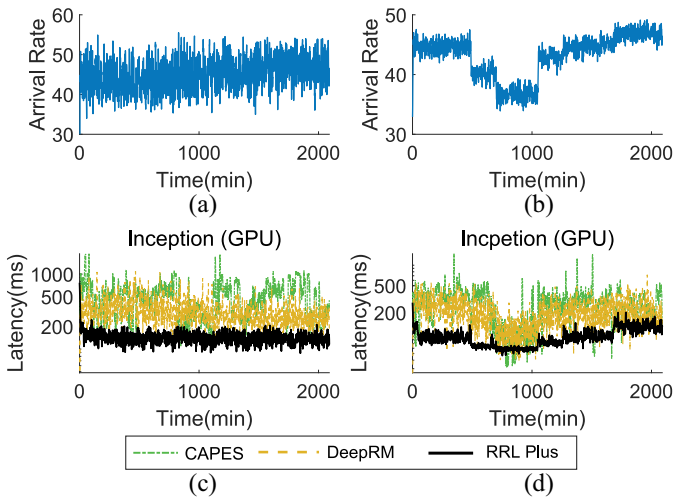 60
50
40
30
Arrival Rate
0
1000
2000
Time(min)
(a)
50
40
30
Arrival Rate
0
1000
2000
Time(min)
(b)
Inception (GPU)
1000
500
200
Latency(ms)
0
1000
2000
Time(min)
Incpetion (GPU)
500
200
Latency(ms)
0
1000
2000
Time(min)
CAPES
DeepRM
RRL Plus
(c)
(d)